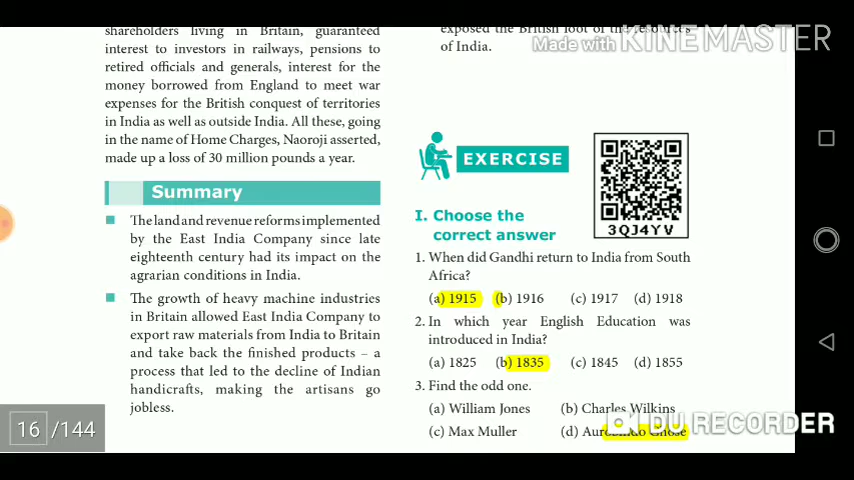 shareholders living in Britain, guaranteed
interest to investors in railways, pensions to
retired officials and generals, interest for the
money borrowed from England to meet war
expenses for the British conquest of territories
in India as well as outside India. All these, going
in the name of Home Charges, Naoroji asserted,
made up a loss of 30 million pounds a year.
Summary
The land and revenue reforms implemented
by the East India Company since late
eighteenth century had its impact on the
agrarian conditions in India.
The growth of heavy machine industries
in Britain allowed East India Company to
export raw materials from India to Britain
and take back the finished products – a
process that led to the decline of Indian
handicrafts, making the artisans go
jobless.
16 /144
exposed the British loot of the resources
of India.
Made with KINEMASTER
EXERCISE
3QJ4YV
I. Choose the
correct answer
1. When did Gandhi return to India from South
Africa?
(a) 1915 (b) 1916 (c) 1917 (d) 1918
2. In which year English Education was
introduced in India?
(a) 1825 (b) 1835 (c) 1845 (d) 1855
3. Find the odd one.
(a) William Jones (b) Charles Wilkins
(c) Max Muller (d) Aurobindo Ghose
DU RECORDER